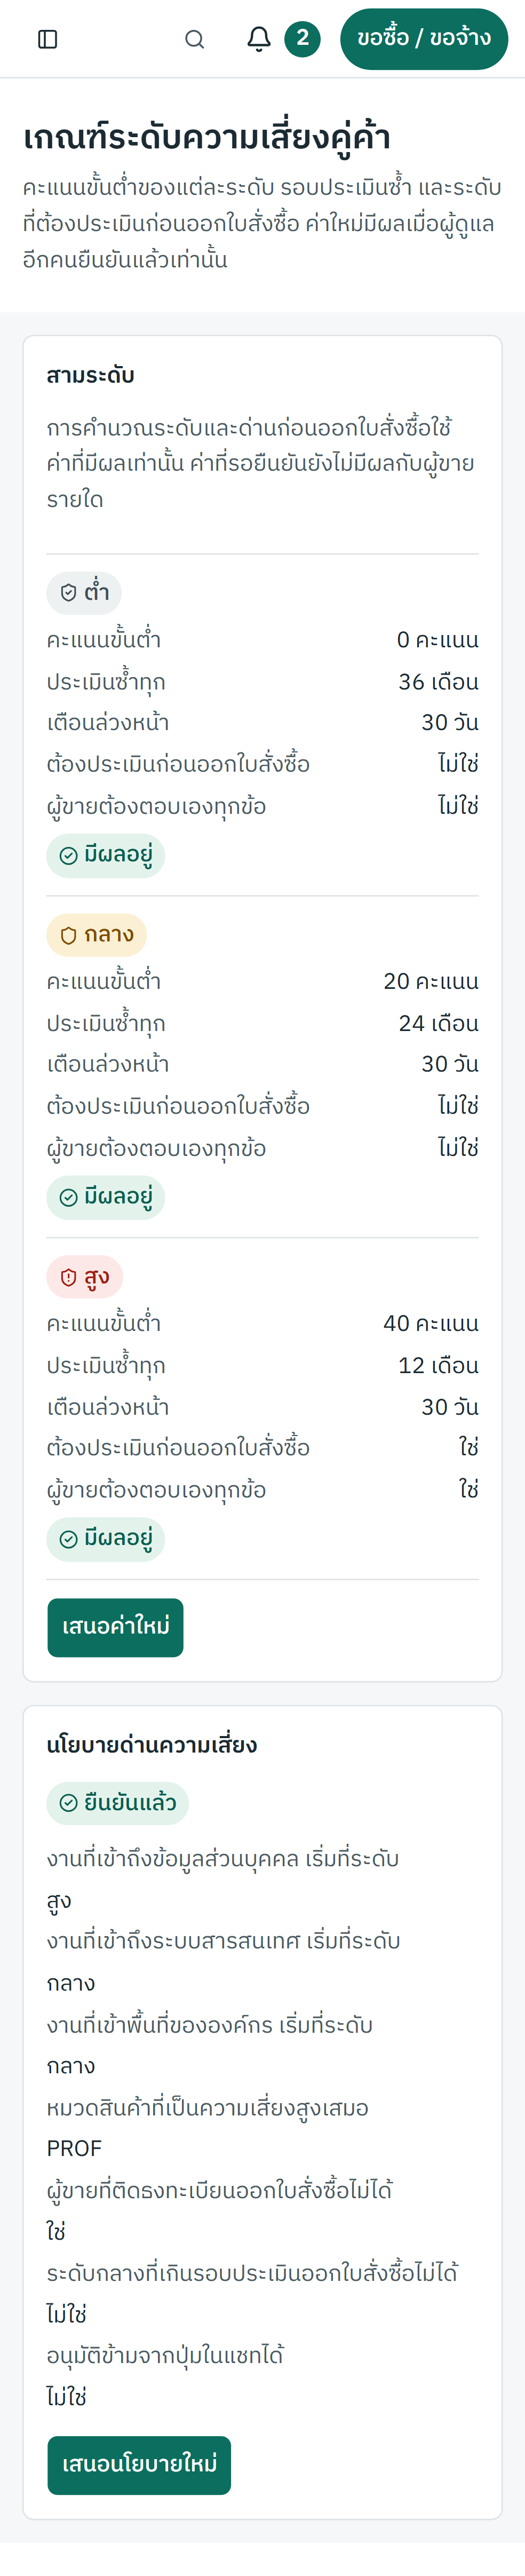 2
ขอซื้อ / ขอจ้าง
เกณฑ์ระดับความเสี่ยงคู่ค้า
คะแนนขั้นต่ำของแต่ละระดับ รอบประเมินซ้ำ และระดับ
ที่ต้องประเมินก่อนออกใบสั่งซื้อ ค่าใหม่มีผลเมื่อผู้ดูแล
อีกคนยืนยันแล้วเท่านั้น
สามระดับ
การคำนวณระดับและด่านก่อนออกใบสั่งซื้อใช้
ค่าที่มีผลเท่านั้น ค่าที่รอยืนยันยังไม่มีผลกับผู้ขาย
รายใด
ต่ำ
คะแนนขั้นต่ำ 0 คะแนน
ประเมินซ้ำทุก 36 เดือน
เตือนล่วงหน้า 30 วัน
ต้องประเมินก่อนออกใบสั่งซื้อ ไม่ใช่
ผู้ขายต้องตอบเองทุกข้อ ไม่ใช่
มีผลอยู่
กลาง
คะแนนขั้นต่ำ 20 คะแนน
ประเมินซ้ำทุก 24 เดือน
เตือนล่วงหน้า 30 วัน
ต้องประเมินก่อนออกใบสั่งซื้อ ไม่ใช่
ผู้ขายต้องตอบเองทุกข้อ ไม่ใช่
มีผลอยู่
สูง
คะแนนขั้นต่ำ 40 คะแนน
ประเมินซ้ำทุก 12 เดือน
เตือนล่วงหน้า 30 วัน
ต้องประเมินก่อนออกใบสั่งซื้อ ใช่
ผู้ขายต้องตอบเองทุกข้อ ใช่
มีผลอยู่
เสนอค่าใหม่
นโยบายด่านความเสี่ยง
ยืนยันแล้ว
งานที่เข้าถึงข้อมูลส่วนบุคคล เริ่มที่ระดับ
สูง
งานที่เข้าถึงระบบสารสนเทศ เริ่มที่ระดับ
กลาง
งานที่เข้าพื้นที่ขององค์กร เริ่มที่ระดับ
กลาง
หมวดสินค้าที่เป็นความเสี่ยงสูงเสมอ
PROF
ผู้ขายที่ติดธงทะเบียนออกใบสั่งซื้อไม่ได้
ใช่
ระดับกลางที่เกินรอบประเมินออกใบสั่งซื้อไม่ได้
ไม่ใช่
อนุมัติข้ามจากปุ่มในแชทได้
ไม่ใช่
เสนอนโยบายใหม่